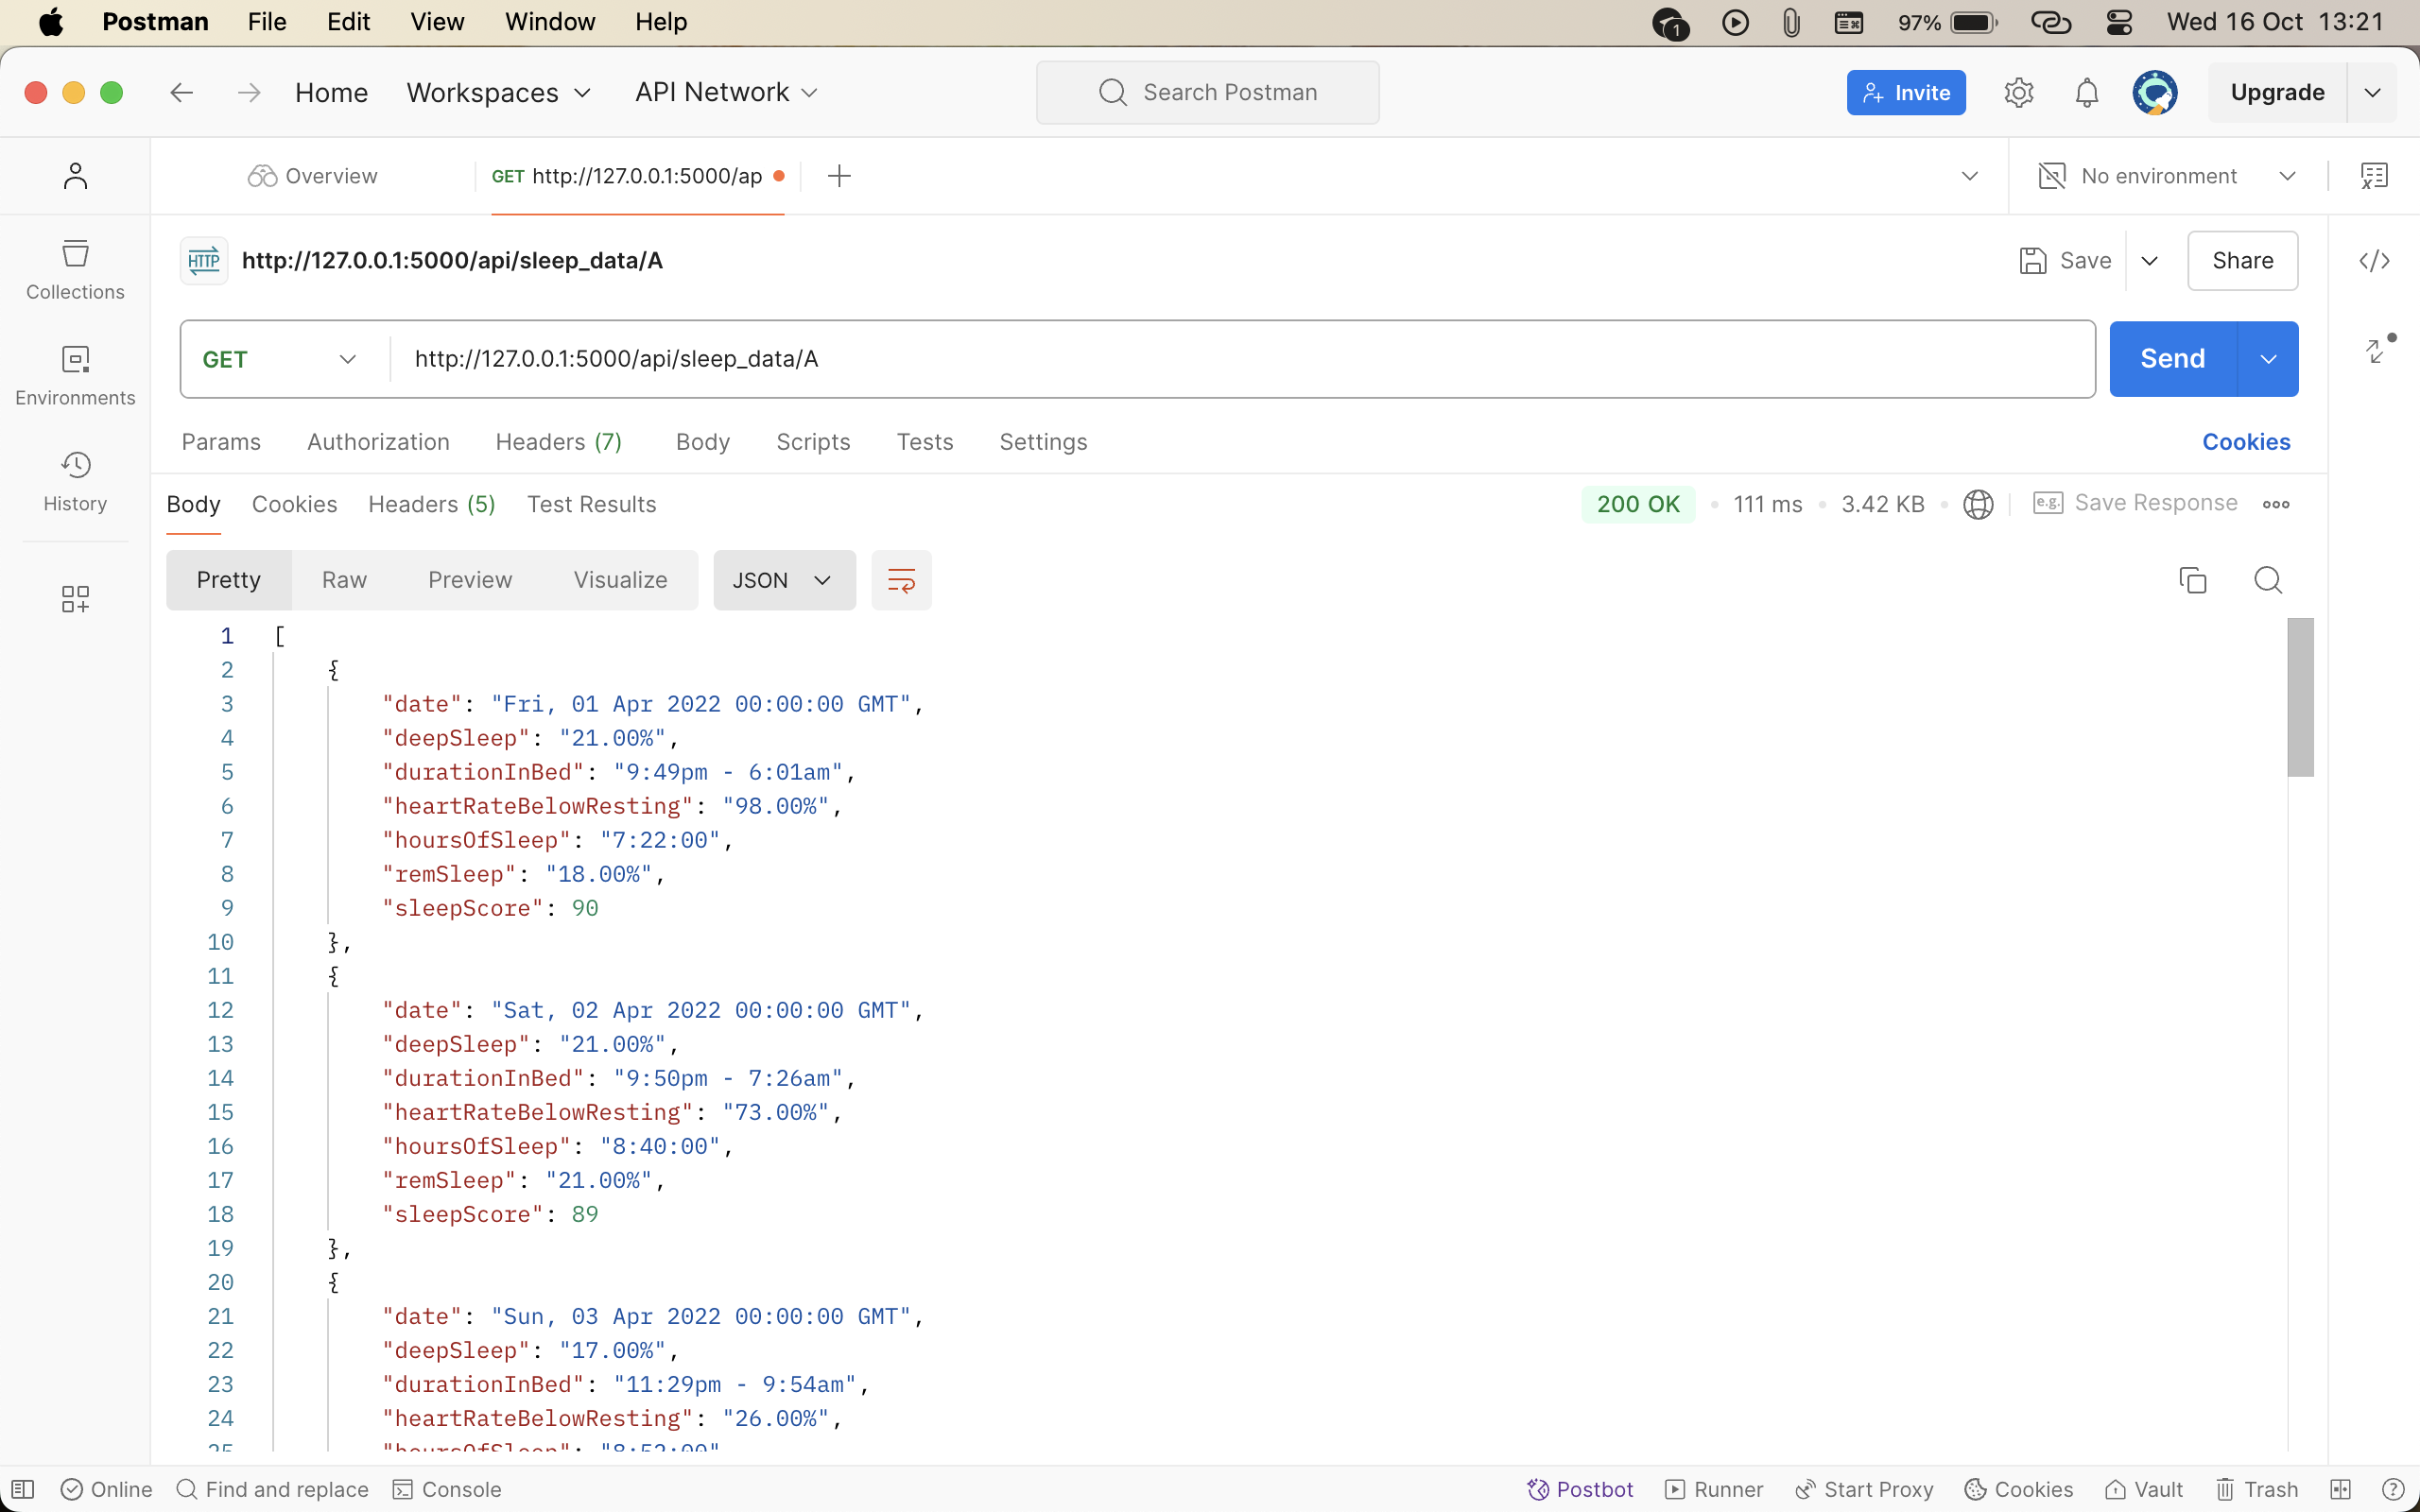 Postman File Edit View Window Help 1 97% Wed 16 Oct 13:21
Home Workspaces API Network Search Postman Invite Upgrade
Overview GET http://127.0.0.1:5000/ap No environment
HTTP http://127.0.0.1:5000/api/sleep_data/A Save Share
Collections
GET http://127.0.0.1:5000/api/sleep_data/A Send
Environments
Params Authorization Headers (7) Body Scripts Tests Settings Cookies
History
Body Cookies Headers (5) Test Results 200 OK • 111 ms • 3.42 KB • e.g. Save Response
Pretty Raw Preview Visualize JSON
1 [
2 {
3 "date": "Fri, 01 Apr 2022 00:00:00 GMT",
4 "deepSleep": "21.00%",
5 "durationInBed": "9:49pm - 6:01am",
6 "heartRateBelowResting": "98.00%",
7 "hoursOfSleep": "7:22:00",
8 "remSleep": "18.00%",
9 "sleepScore": 90
10 },
11 {
12 "date": "Sat, 02 Apr 2022 00:00:00 GMT",
13 "deepSleep": "21.00%",
14 "durationInBed": "9:50pm - 7:26am",
15 "heartRateBelowResting": "73.00%",
16 "hoursOfSleep": "8:40:00",
17 "remSleep": "21.00%",
18 "sleepScore": 89
19 },
20 {
21 "date": "Sun, 03 Apr 2022 00:00:00 GMT",
22 "deepSleep": "17.00%",
23 "durationInBed": "11:29pm - 9:54am",
24 "heartRateBelowResting": "26.00%",
25 "hoursOfSleep": "8:52:00"
Online Find and replace Console Postbot Runner Start Proxy Cookies Vault Trash